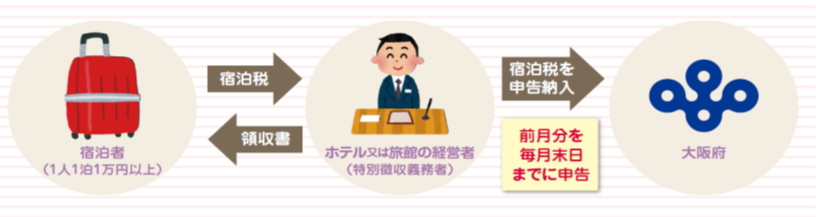 宿泊税
領収書
宿泊者
（1人1泊1万円以上）
ホテル又は旅館の経営者
（特別徴収義務者）
宿泊税を
申告納入
前月分を
毎月末日
までに申告
大阪府